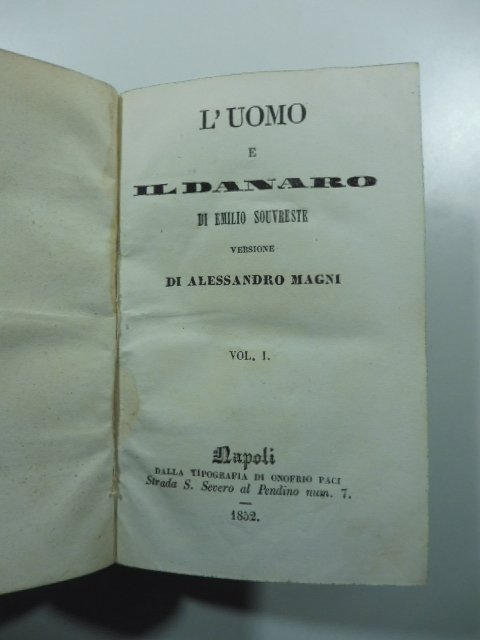 L'UOMO
E
IL DANARO
DI EMILIO SOUVRESTE
VERSIONE
DI ALESSANDRO MAGNI
VOL. I.
Napoli
DALLA TIPOGRAFIA DI ONOFRIO PACI
Strada S. Severo al Pendino num. 7.
1852.